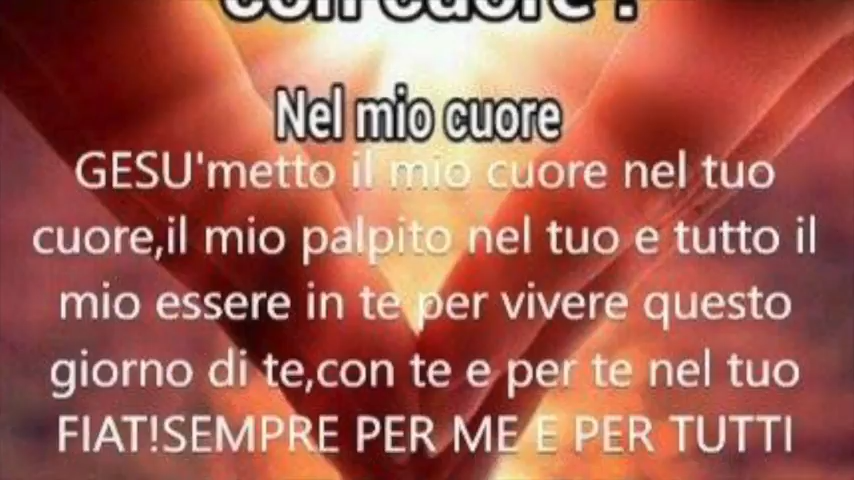 con cuore !
Nel mio cuore
GESU'metto il mio cuore nel tuo
cuore,il mio palpito nel tuo e tutto il
mio essere in te per vivere questo
giorno di te,con te e per te nel tuo
FIAT!SEMPRE PER ME E PER TUTTI